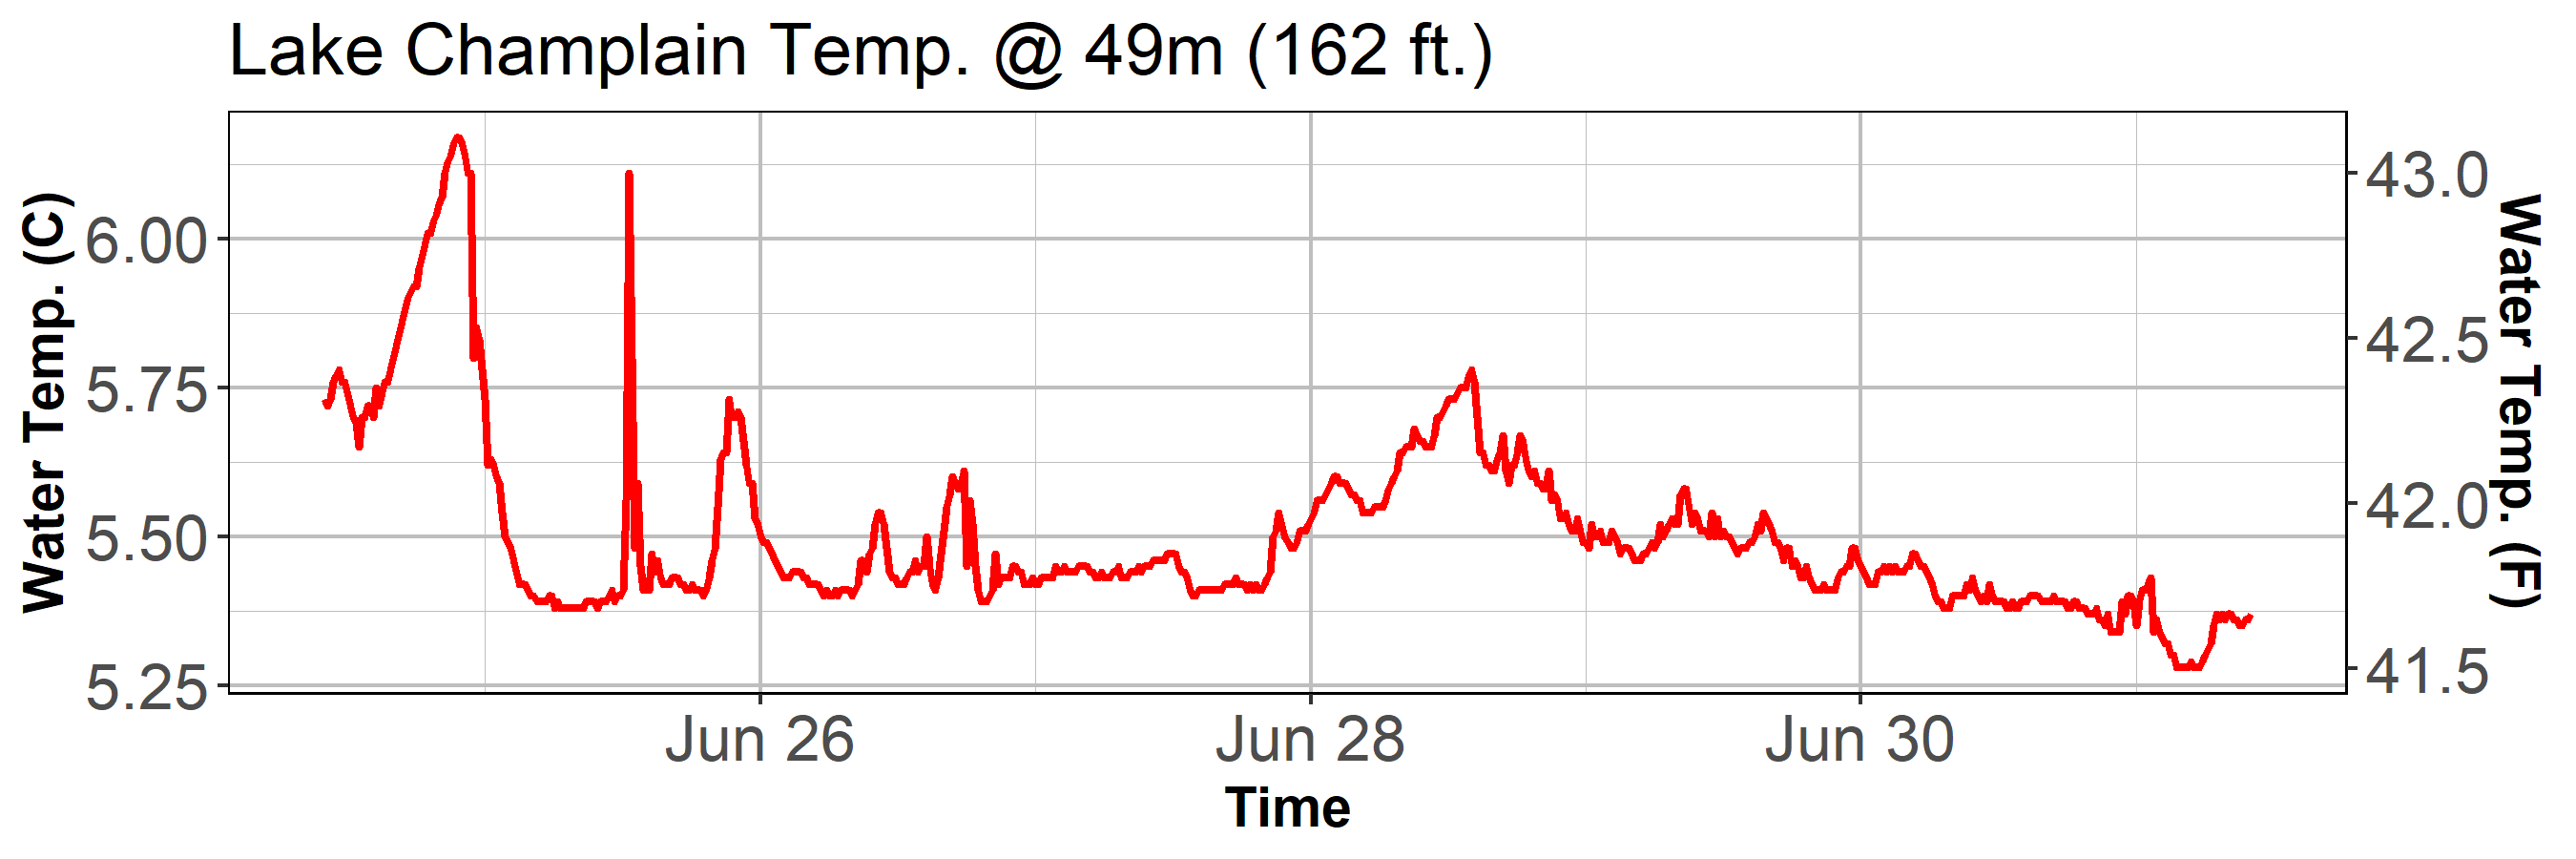 Lake Champlain Temp. @ 49m (162 ft.)
Water Temp. (C)
6.00
5.75
5.50
5.25
43.0
42.5
42.0
41.5
Water Temp. (F)
Jun 26 Jun 28 Jun 30
Time